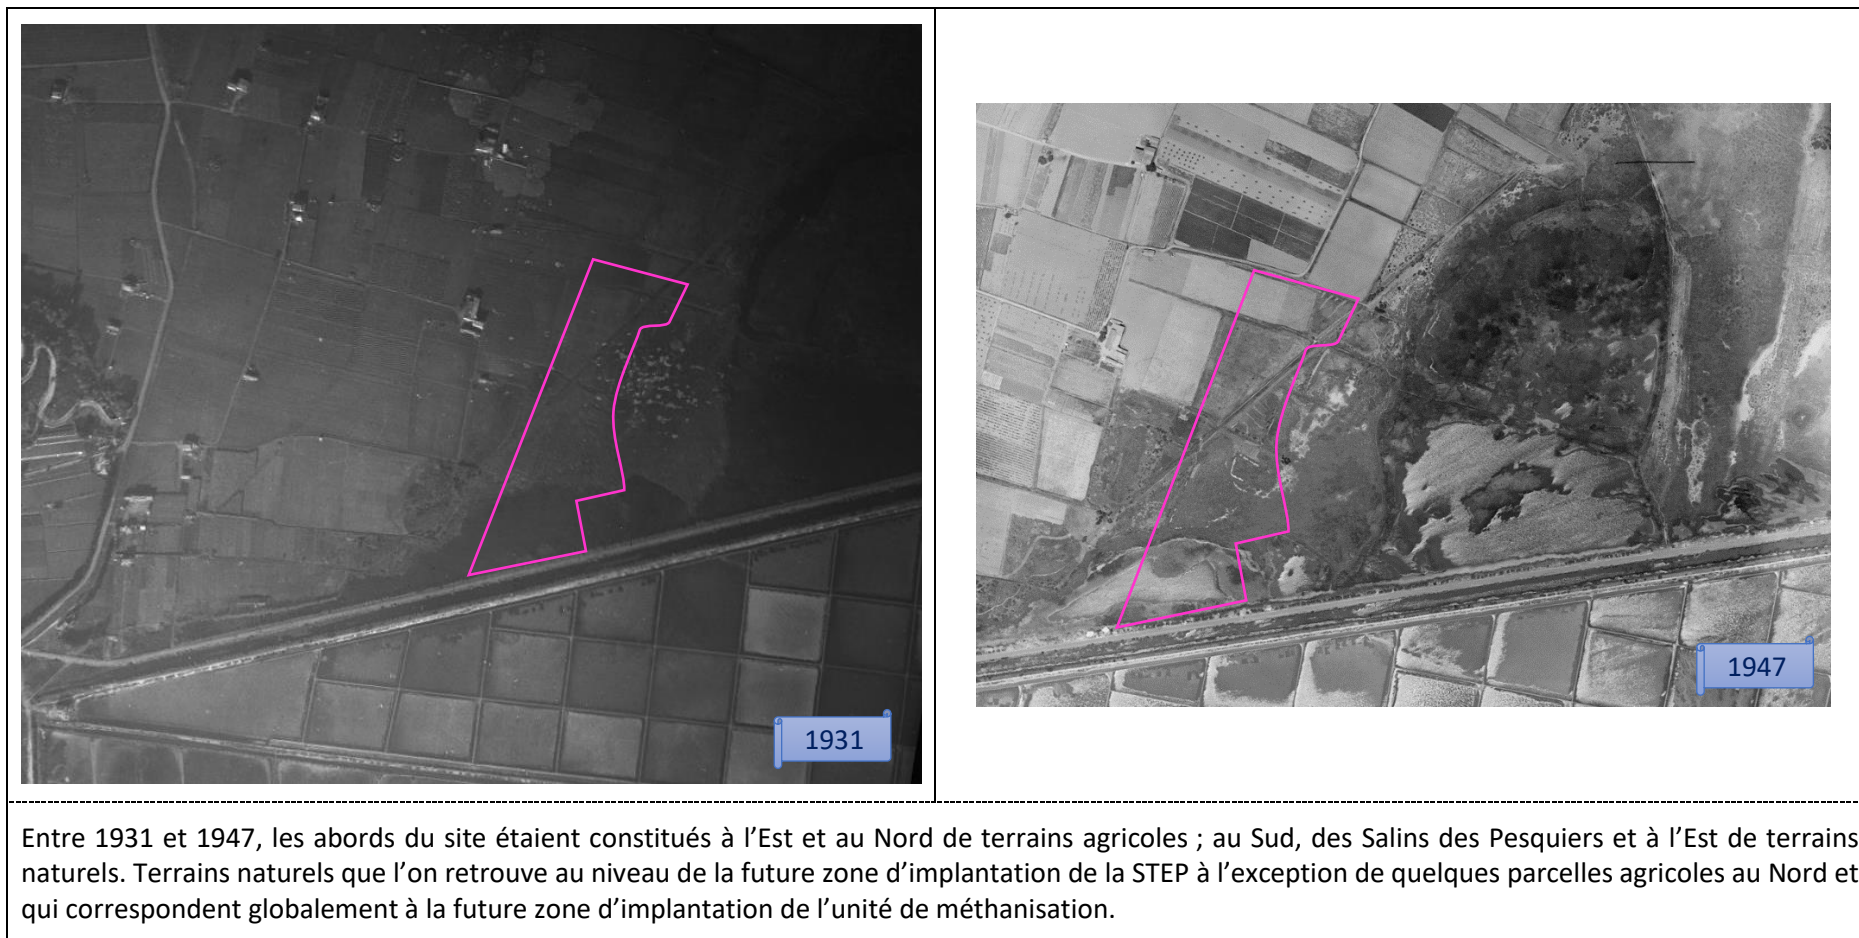 1931
1947
Entre 1931 et 1947, les abords du site étaient constitués à l’Est et au Nord de terrains agricoles ; au Sud, des Salins des Pesquiers et à l’Est de terrains
naturels. Terrains naturels que l’on retrouve au niveau de la future zone d’implantation de la STEP à l’exception de quelques parcelles agricoles au Nord et
qui correspondent globalement à la future zone d’implantation de l’unité de méthanisation.